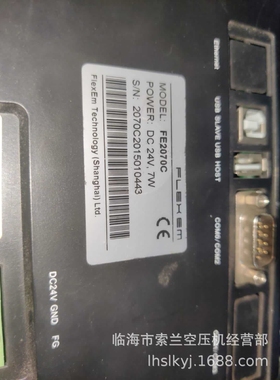 FLEXEM
MODEL: FE2070C
POWER: DC 24V, 7W
S/N: 2070C2015010443
FlexEm Technology (Shanghai) Ltd.
CE
Ethernet
USB SLAVE
USB HOST
COM0/COM2
DC24V GND FG
临海市索兰空压机经营部
lhslkyj.1688.com